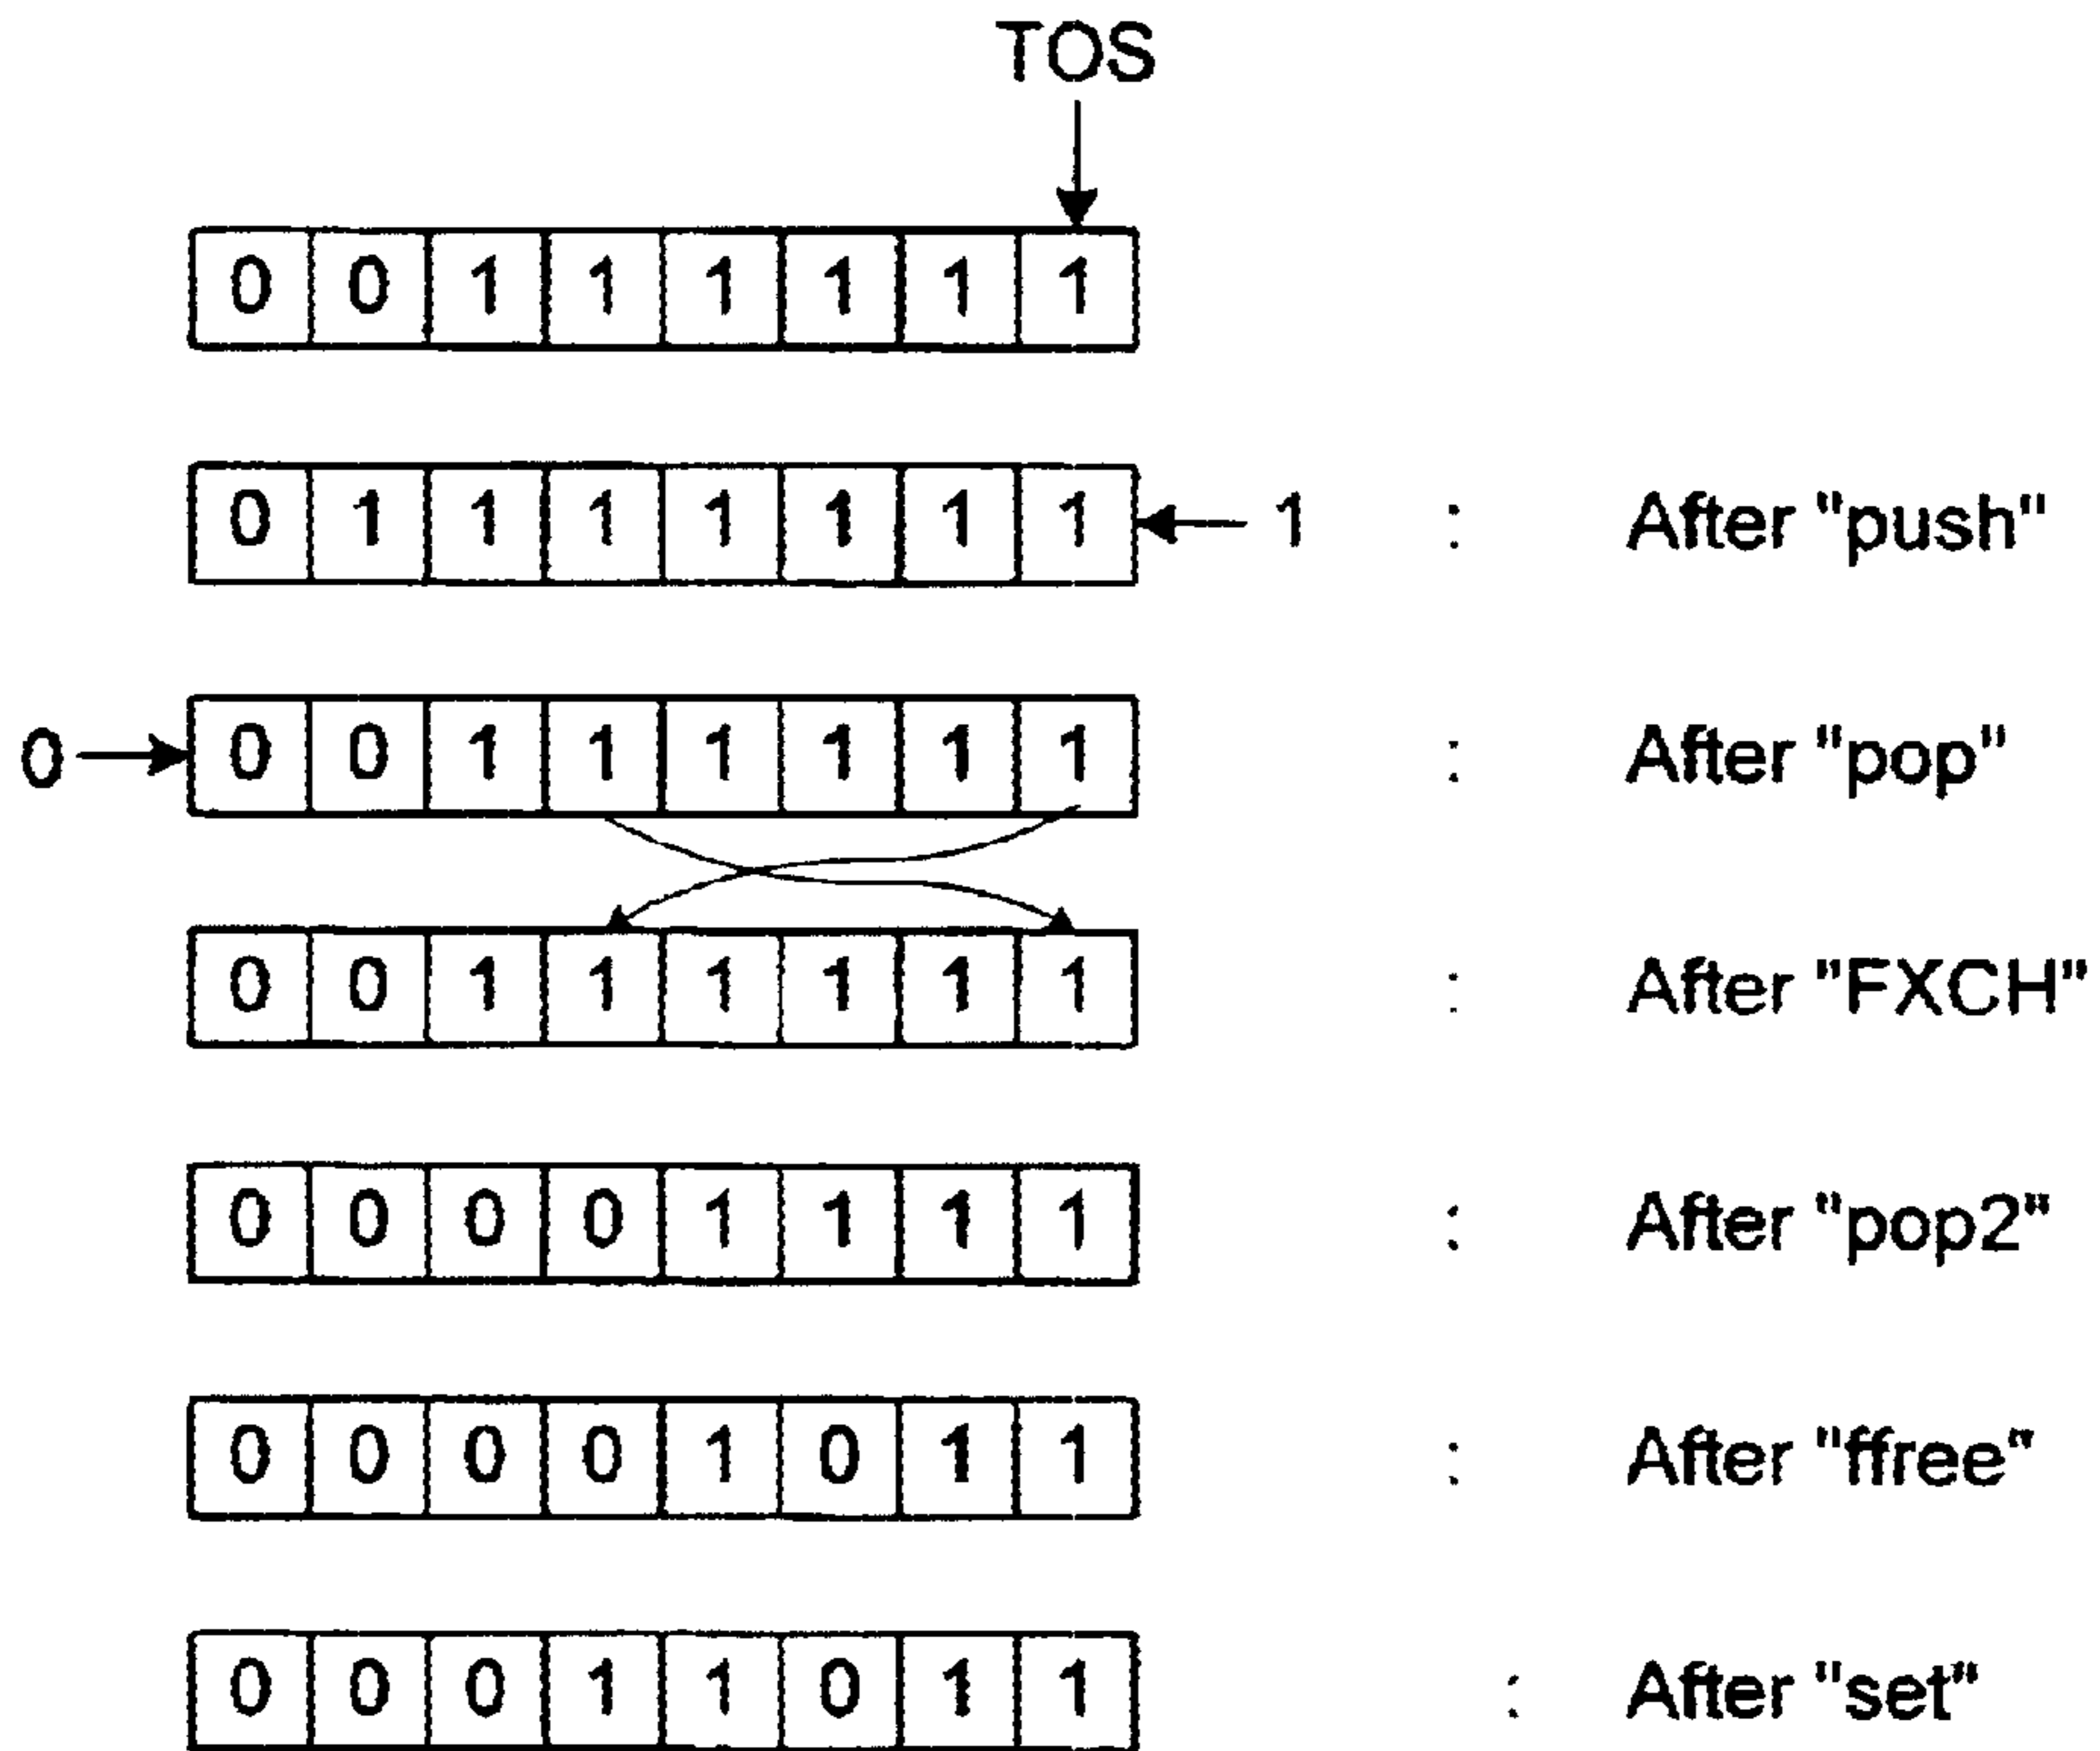 TOS
0 0 1 1 1 1 1 1
0 1 1 1 1 1 1 1 1 : After "push"
0 0 0 1 1 1 1 1 1 : After "pop"
0 0 1 1 1 1 1 1 : After "FXCH"
0 0 0 0 1 1 1 1 : After "pop2"
0 0 0 0 1 0 1 1 : After "ffree"
0 0 0 1 1 0 1 1 : After "set"